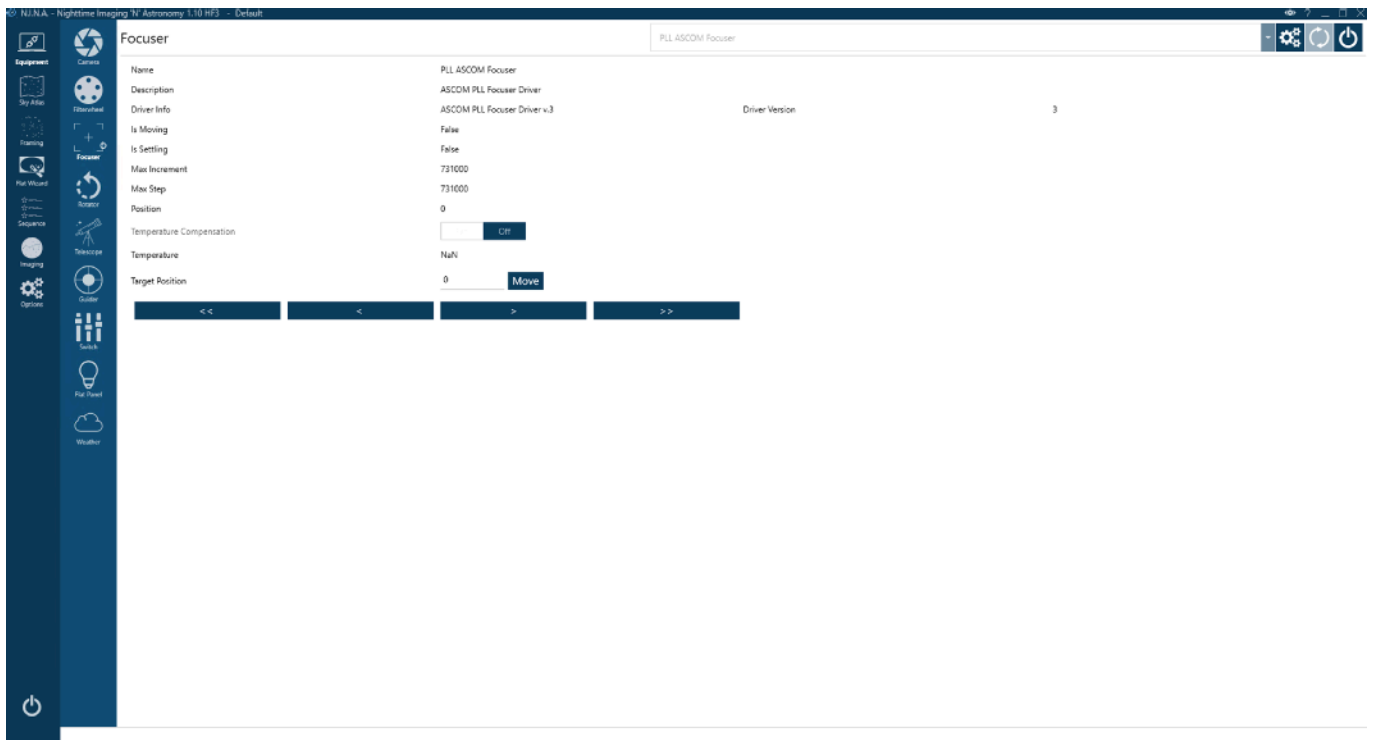 N.I.N.A. - Nighttime Imaging 'N' Astronomy 1.10 HF3 - Default
?
Equipment
Sky Atlas
Framing
Flat Wizard
Sequence
Imaging
Options
Camera
Filterwheel
Focuser
Rotator
Telescope
Guider
Switch
Flat Panel
Weather
Focuser
PLL ASCOM Focuser
Name PLL ASCOM Focuser
Description ASCOM PLL Focuser Driver
Driver Info ASCOM PLL Focuser Driver v.3 Driver Version 3
Is Moving False
Is Settling False
Max Increment 731000
Max Step 731000
Position 0
Temperature Compensation Off
Temperature NaN
Target Position 0 Move
<< < > >>